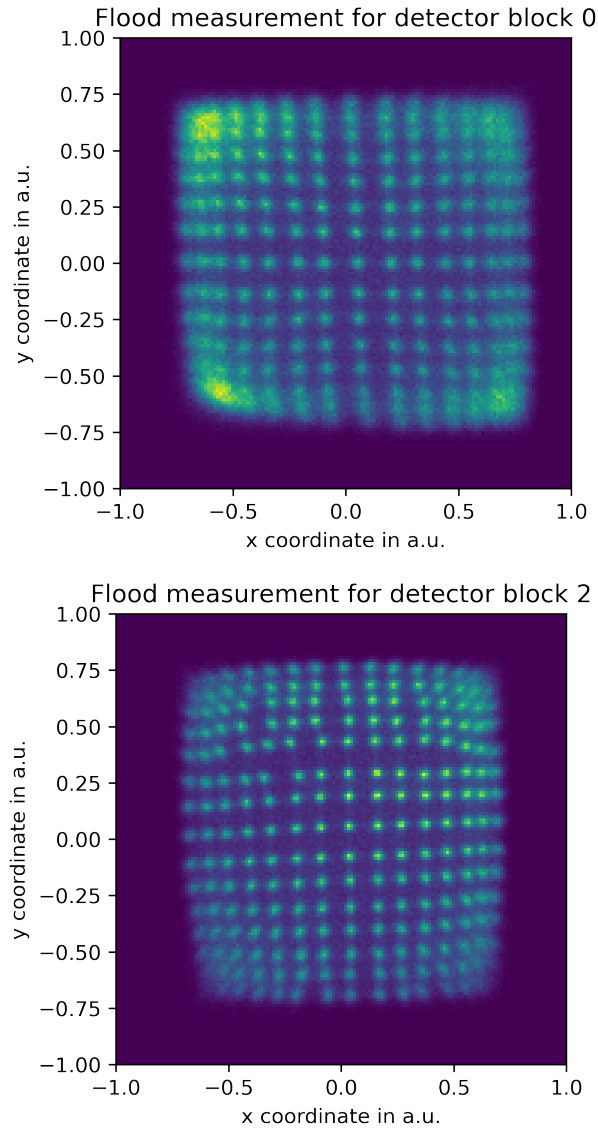 Flood measurement for detector block 0
1.00
0.75
0.50
0.25
0.00
−0.25
−0.50
−0.75
−1.00
y coordinate in a.u.
−1.0 −0.5 0.0 0.5 1.0
x coordinate in a.u.
Flood measurement for detector block 2
1.00
0.75
0.50
0.25
0.00
−0.25
−0.50
−0.75
−1.00
y coordinate in a.u.
−1.0 −0.5 0.0 0.5 1.0
x coordinate in a.u.